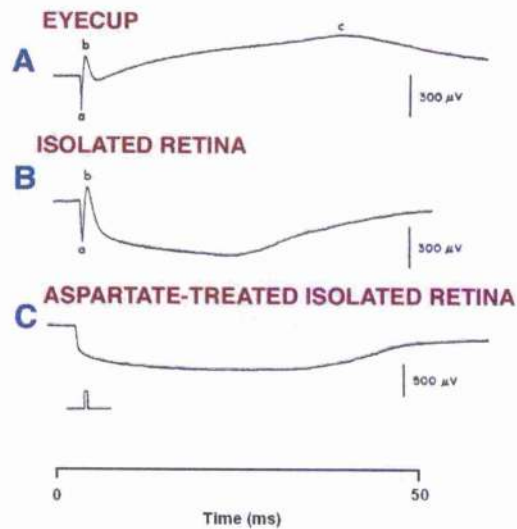 EYECUP
A
b
c
a
300 µV
ISOLATED RETINA
B
b
a
300 µV
ASPARTATE-TREATED ISOLATED RETINA
C
500 µV
0 50
Time (ms)